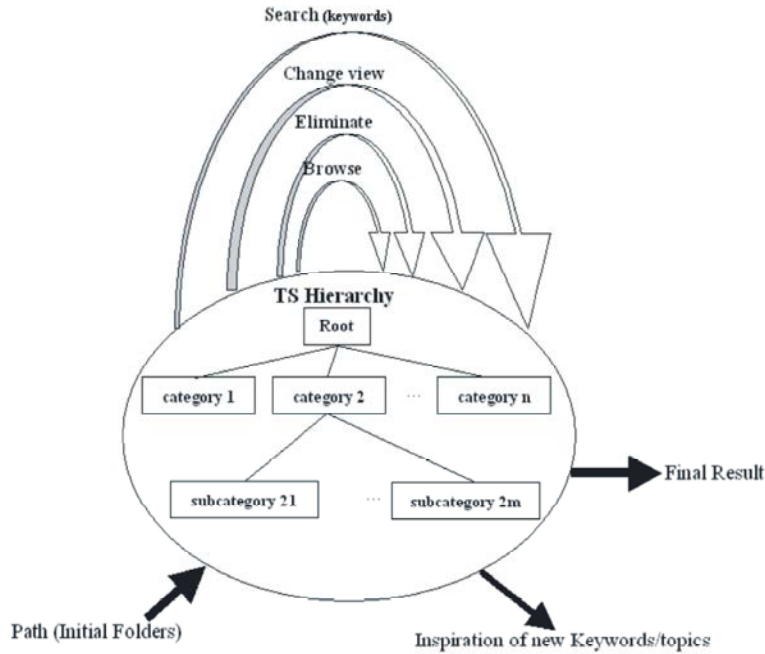 Search (keywords)
Change view
Eliminate
Browse
TS Hierarchy
Root
category 1
category 2
...
category n
subcategory 21
...
subcategory 2m
Final Result
Path (Initial Folders)
Inspiration of new Keywords/topics